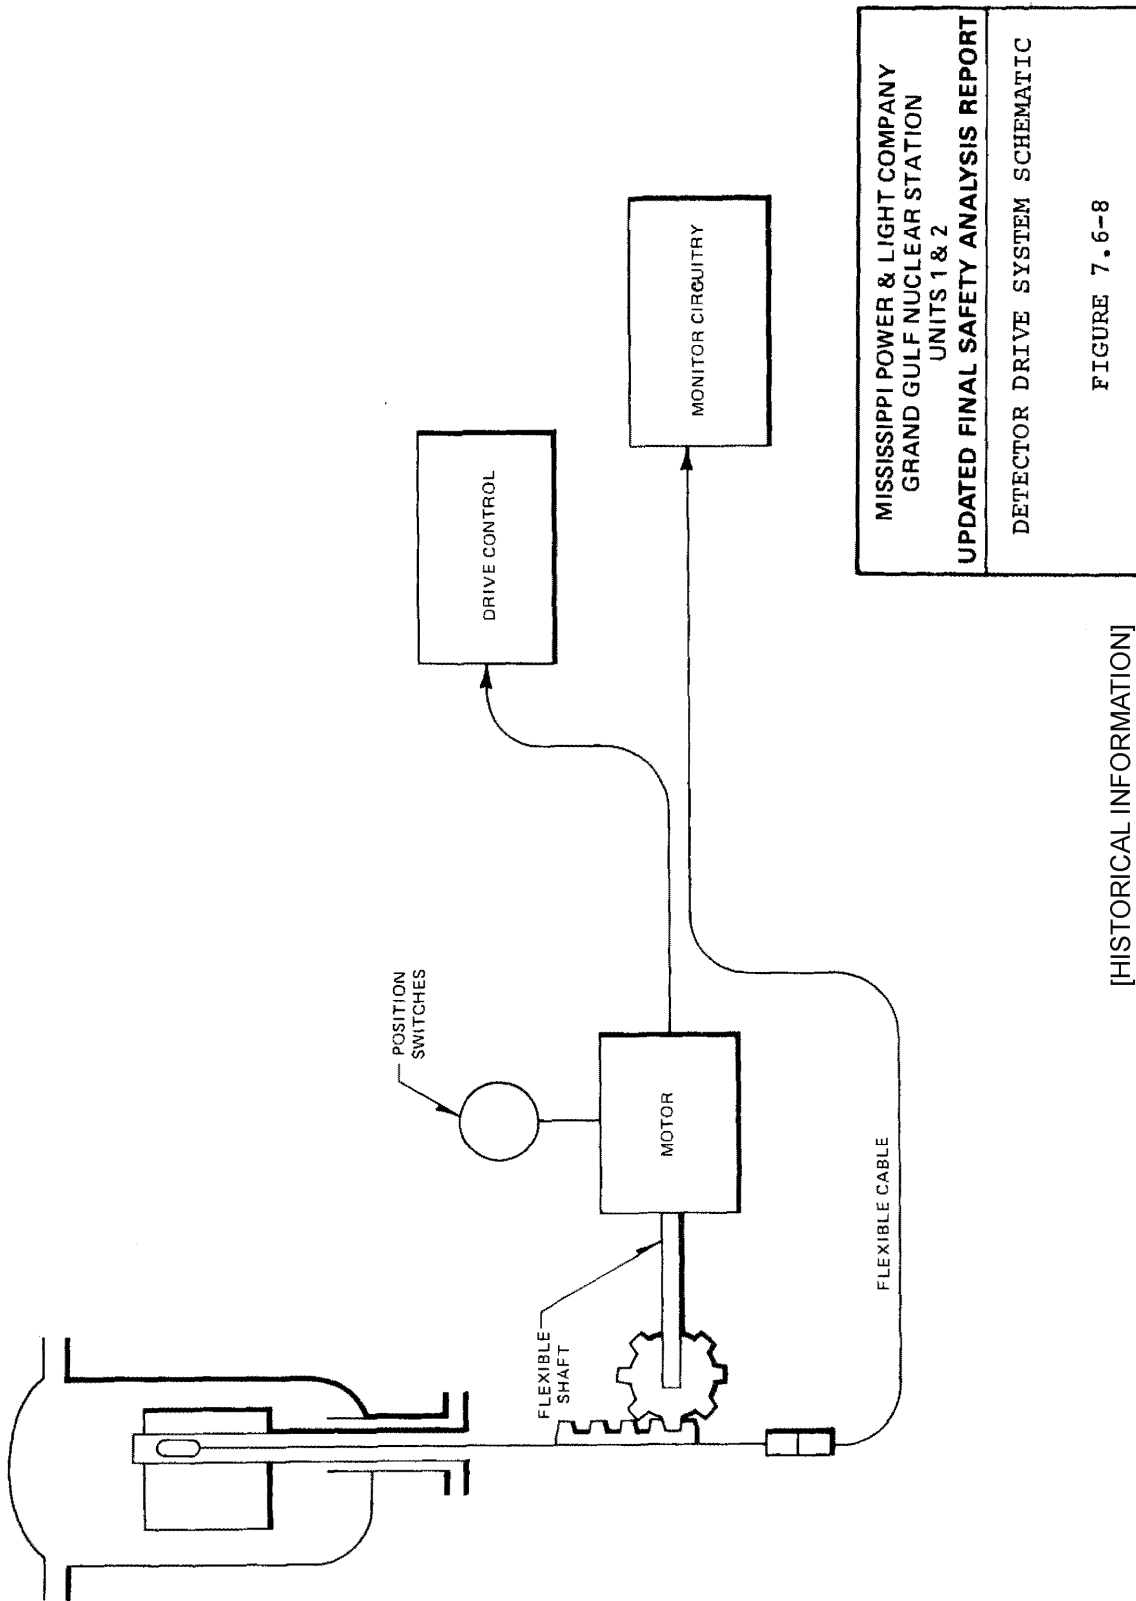 POSITION
SWITCHES
DRIVE CONTROL
FLEXIBLE
SHAFT
MOTOR
MONITOR CIRCUITRY
FLEXIBLE CABLE
MISSISSIPPI POWER & LIGHT COMPANY
GRAND GULF NUCLEAR STATION
UNITS 1 & 2
UPDATED FINAL SAFETY ANALYSIS REPORT
DETECTOR DRIVE SYSTEM SCHEMATIC
FIGURE 7.6-8
[HISTORICAL INFORMATION]